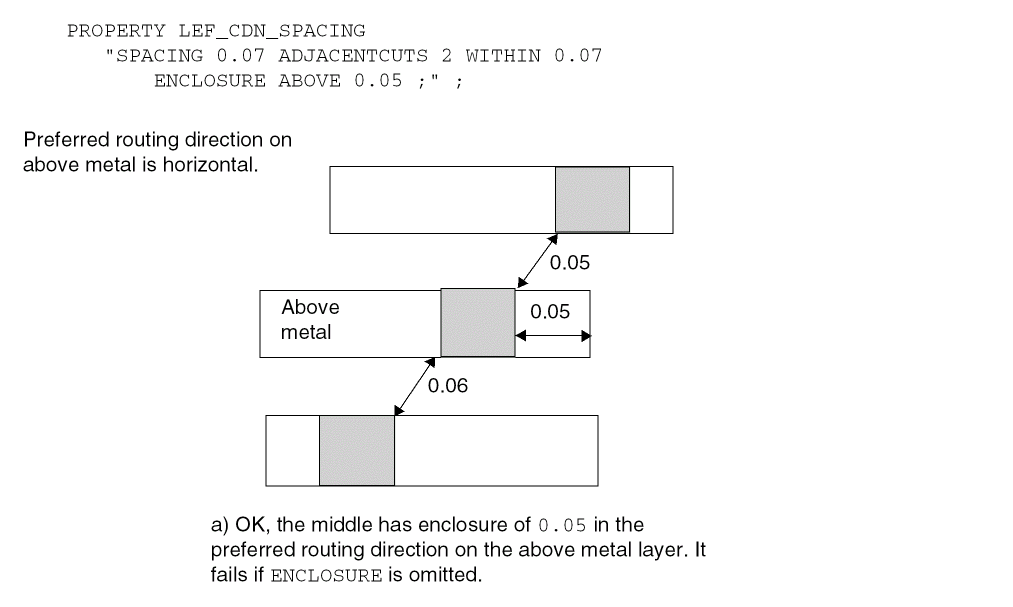 PROPERTY LEF_CDN_SPACING
"SPACING 0.07 ADJACENTCUTS 2 WITHIN 0.07
ENCLOSURE ABOVE 0.05 ;" ;
Preferred routing direction on
above metal is horizontal.
0.05
Above
metal
0.05
0.06
a) OK, the middle has enclosure of 0.05 in the
preferred routing direction on the above metal layer. It
fails if ENCLOSURE is omitted.